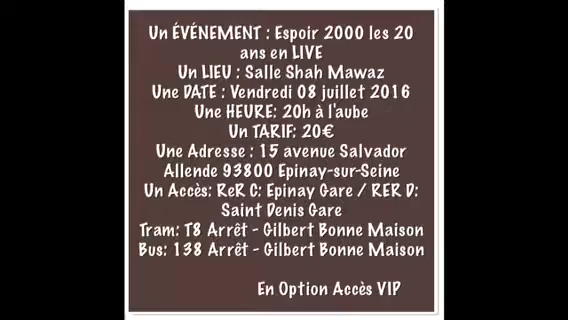 Un ÉVÉNEMENT : Espoir 2000 les 20
ans en LIVE
Un LIEU : Salle Shah Mawaz
Une DATE : Vendredi 08 juillet 2016
Une HEURE: 20h à l'aube
Un TARIF: 20€
Une Adresse : 15 avenue Salvador
Allende 93800 Epinay-sur-Seine
Un Accès: ReR C: Epinay Gare / RER D:
Saint Denis Gare
Tram: T8 Arrêt - Gilbert Bonne Maison
Bus: 138 Arrêt - Gilbert Bonne Maison
En Option Accès VIP